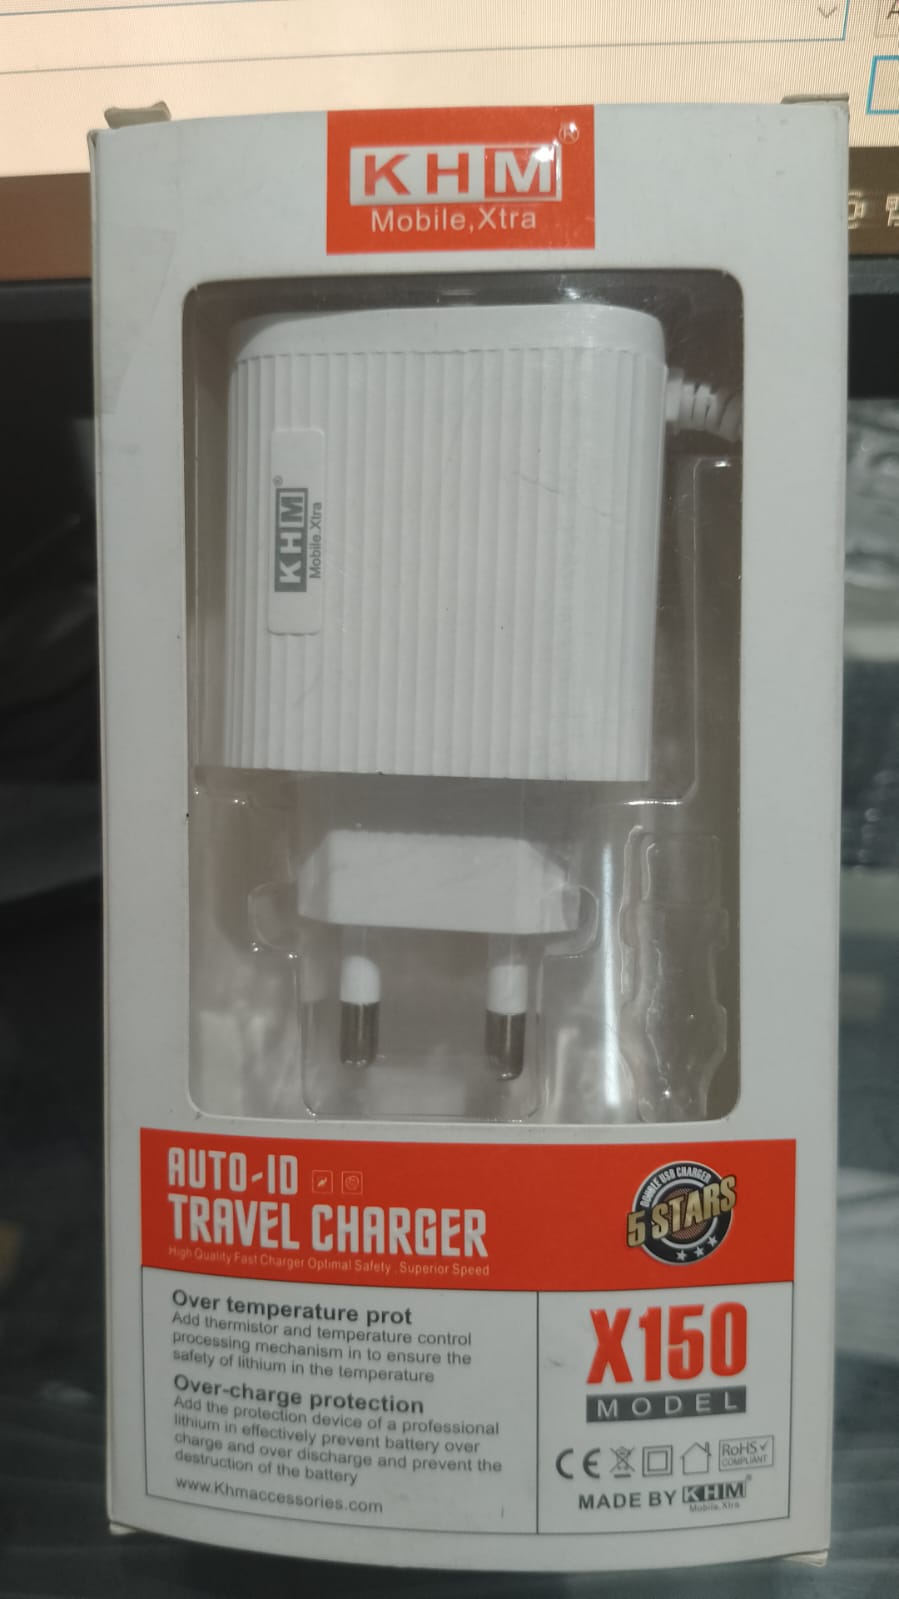 KHM®
Mobile,Xtra
KHM®
Mobile.Xtra
AUTO-ID
TRAVEL CHARGER
High Quality Fast Charger Optimal Safety . Superior Speed
DOUBLE USB CHARGER
5 STARS
Over temperature prot
Add thermistor and temperature control
processing mechanism in to ensure the
safety of lithium in the temperature
Over-charge protection
Add the protection device of a professional
lithium in effectively prevent battery over
charge and over discharge and prevent the
destruction of the battery
www.Khmaccessories.com
X150
MODEL
CE
RoHS✓
COMPLIANT
MADE BY KHM®
Mobile.Xtra